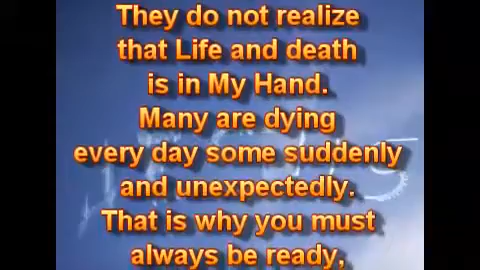 They do not realize
that Life and death
is in My Hand.
Many are dying
every day some suddenly
and unexpectedly.
That is why you must
always be ready,